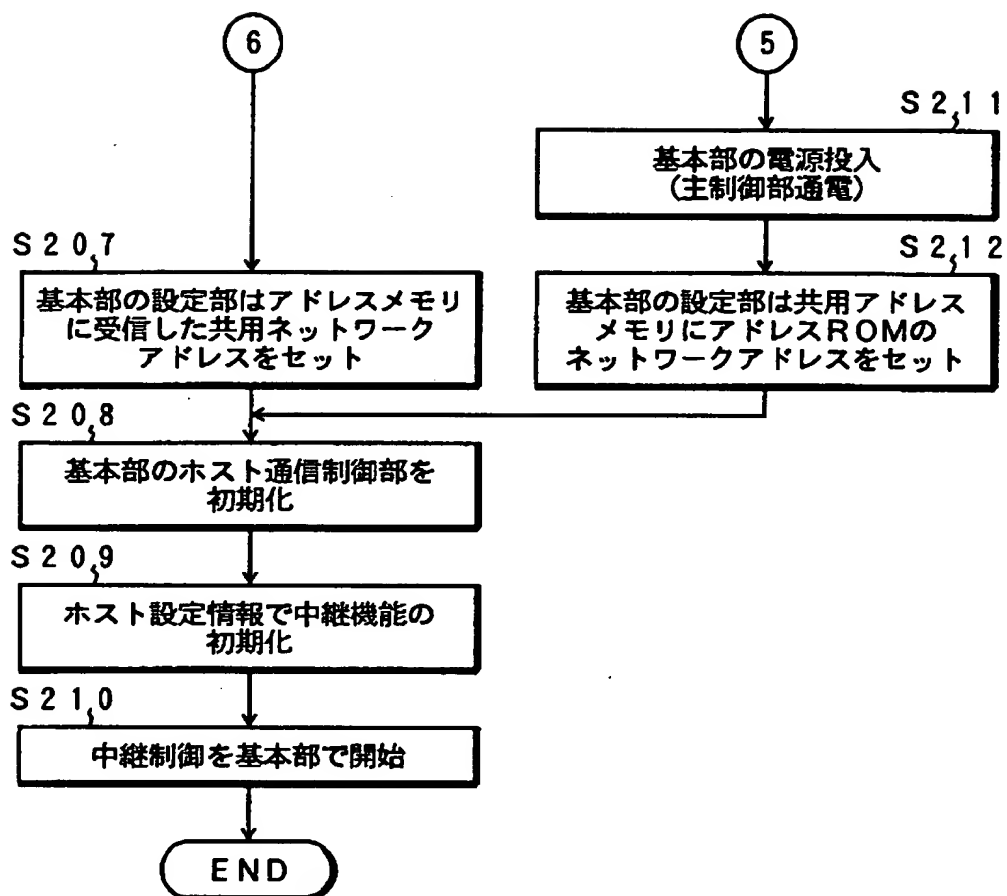 6
5
S211
基本部の電源投入
(主制御部通電)
S207
基本部の設定部はアドレスメモリ
に受信した共用ネットワーク
アドレスをセット
S212
基本部の設定部は共用アドレス
メモリにアドレスROMの
ネットワークアドレスをセット
S208
基本部のホスト通信制御部を
初期化
S209
ホスト設定情報で中継機能の
初期化
S210
中継制御を基本部で開始
END